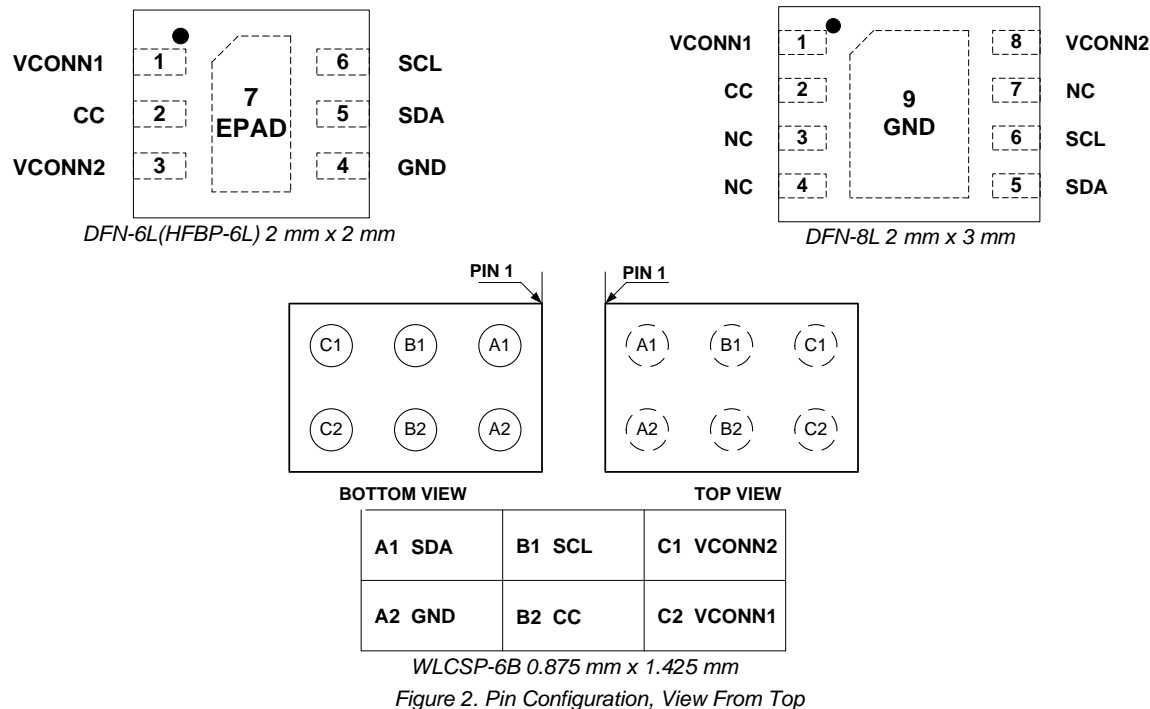 VCONN1 1 6 SCL
CC 2 5 SDA
VCONN2 3 4 GND
7
EPAD
DFN-6L(HFBP-6L) 2 mm x 2 mm
VCONN1 1 8 VCONN2
CC 2 7 NC
NC 3 6 SCL
NC 4 5 SDA
9
GND
DFN-8L 2 mm x 3 mm
PIN 1
C1 B1 A1
C2 B2 A2
BOTTOM VIEW
PIN 1
A1 B1 C1
A2 B2 C2
TOP VIEW
A1 SDA B1 SCL C1 VCONN2
A2 GND B2 CC C2 VCONN1
WLCSP-6B 0.875 mm x 1.425 mm
Figure 2. Pin Configuration, View From Top